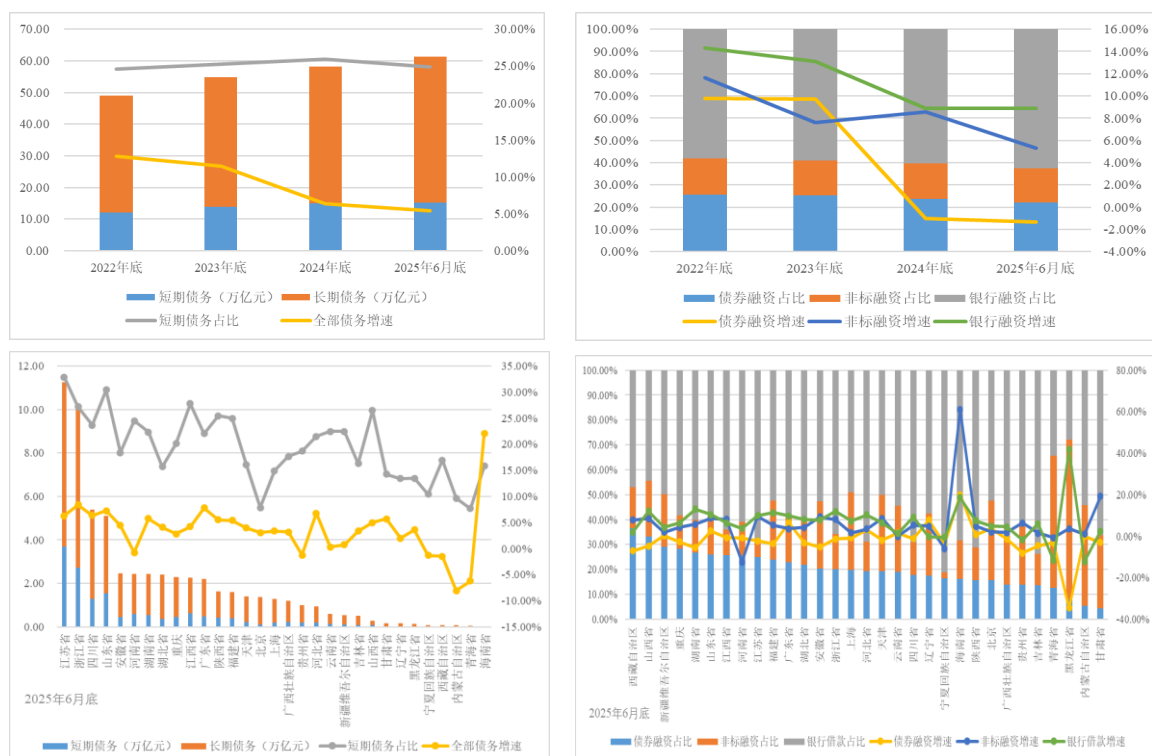 70.00
60.00
50.00
40.00
30.00
20.00
10.00
0.00
30.00%
25.00%
20.00%
15.00%
10.00%
5.00%
0.00%
2022年底 2023年底 2024年底 2025年6月底
短期债务（万亿元） 长期债务（万亿元）
短期债务占比 全部债务增速
100.00%
90.00%
80.00%
70.00%
60.00%
50.00%
40.00%
30.00%
20.00%
10.00%
0.00%
16.00%
14.00%
12.00%
10.00%
8.00%
6.00%
4.00%
2.00%
0.00%
-2.00%
-4.00%
2022年底 2023年底 2024年底 2025年6月底
债券融资占比 非标融资占比 银行融资占比
债券融资增速 非标融资增速 银行融资增速
12.00
10.00
8.00
6.00
4.00
2.00
0.00
35.00%
30.00%
25.00%
20.00%
15.00%
10.00%
5.00%
0.00%
-5.00%
-10.00%
-15.00%
江苏省
浙江省
四川省
山东省
安徽省
河南省
湖南省
湖北省
重庆
江西省
广东省
陕西省
福建省
天津
北京
上海
广西壮族自治区
贵州省
河北省
云南省
新疆维吾尔自治区
吉林省
山西省
甘肃省
辽宁省
黑龙江省
宁夏回族自治区
西藏自治区
内蒙古自治区
青海省
海南省
2025年6月底
短期债务（万亿元） 长期债务（万亿元） 短期债务占比 全部债务增速
100.00%
90.00%
80.00%
70.00%
60.00%
50.00%
40.00%
30.00%
20.00%
10.00%
0.00%
80.00%
60.00%
40.00%
20.00%
0.00%
-20.00%
-40.00%
西藏自治区
山西省
新疆维吾尔自治区
重庆
湖南省
山东省
江西省
河南省
江苏省
福建省
广东省
湖北省
安徽省
浙江省
上海
河北省
天津
云南省
四川省
辽宁省
宁夏回族自治区
海南省
陕西省
北京
广西壮族自治区
贵州省
吉林省
青海省
黑龙江省
内蒙古自治区
甘肃省
2025年6月底
债券融资占比 非标融资占比 银行借款占比 债券融资增速 非标融资增速 银行借款增速